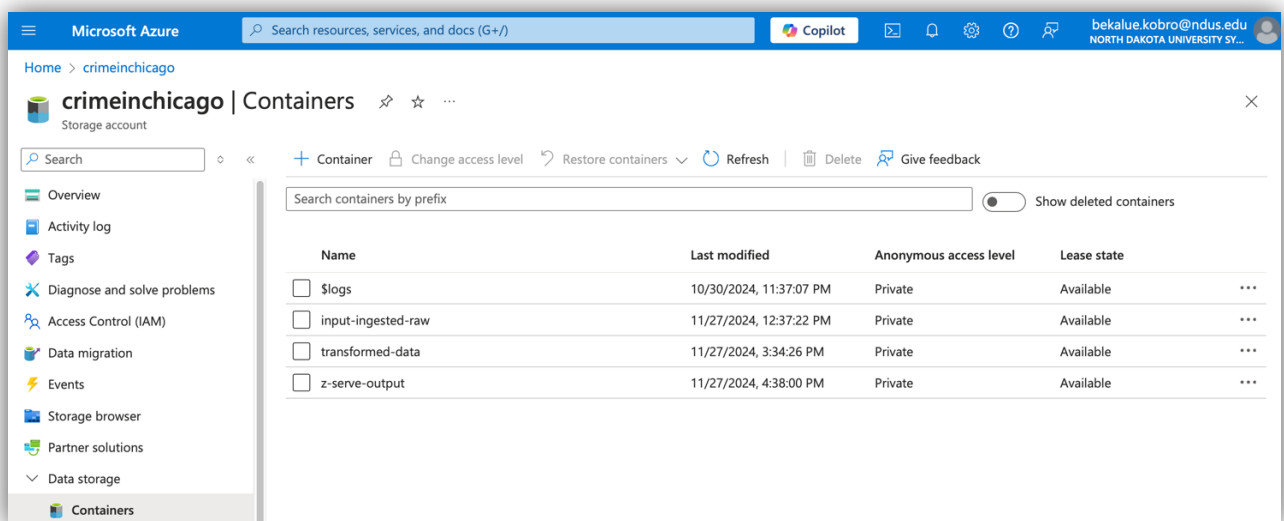 Microsoft Azure
Search resources, services, and docs (G+/)
Copilot
bekalue.kobro@ndus.edu
NORTH DAKOTA UNIVERSITY SY...
Home > crimeinchicago
crimeinchicago | Containers
Storage account
Search
Container
Change access level
Restore containers
Refresh
Delete
Give feedback
Overview
Search containers by prefix
Show deleted containers
Activity log
Tags
Diagnose and solve problems
Access Control (IAM)
Data migration
Events
Storage browser
Partner solutions
Data storage
Containers
Name Last modified Anonymous access level Lease state
$logs 10/30/2024, 11:37:07 PM Private Available
input-ingested-raw 11/27/2024, 12:37:22 PM Private Available
transformed-data 11/27/2024, 3:34:26 PM Private Available
z-serve-output 11/27/2024, 4:38:00 PM Private Available